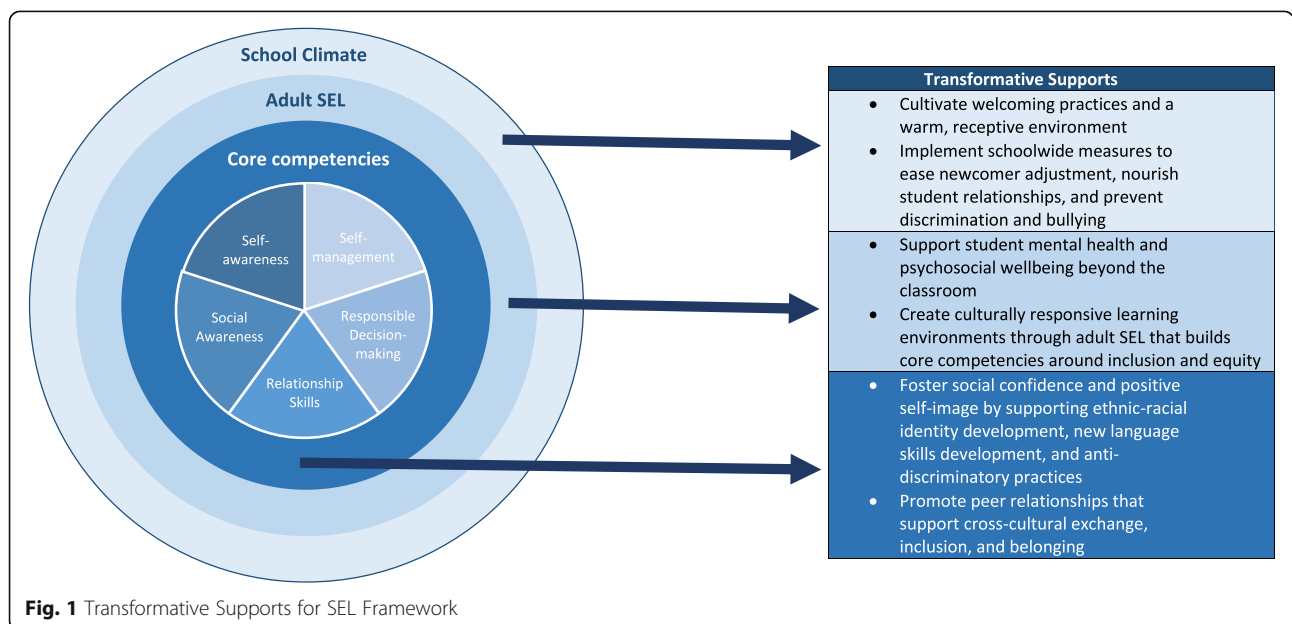 School Climate
Adult SEL
Core competencies
Self-
awareness
Self-
management
Social
Awareness
Responsible
Decision-
making
Relationship
Skills
Transformative Supports
• Cultivate welcoming practices and a
warm, receptive environment
• Implement schoolwide measures to
ease newcomer adjustment, nourish
student relationships, and prevent
discrimination and bullying
• Support student mental health and
psychosocial wellbeing beyond the
classroom
• Create culturally responsive learning
environments through adult SEL that builds
core competencies around inclusion and equity
• Foster social confidence and positive
self-image by supporting ethnic-racial
identity development, new language
skills development, and anti-
discriminatory practices
• Promote peer relationships that
support cross-cultural exchange,
inclusion, and belonging
Fig. 1 Transformative Supports for SEL Framework